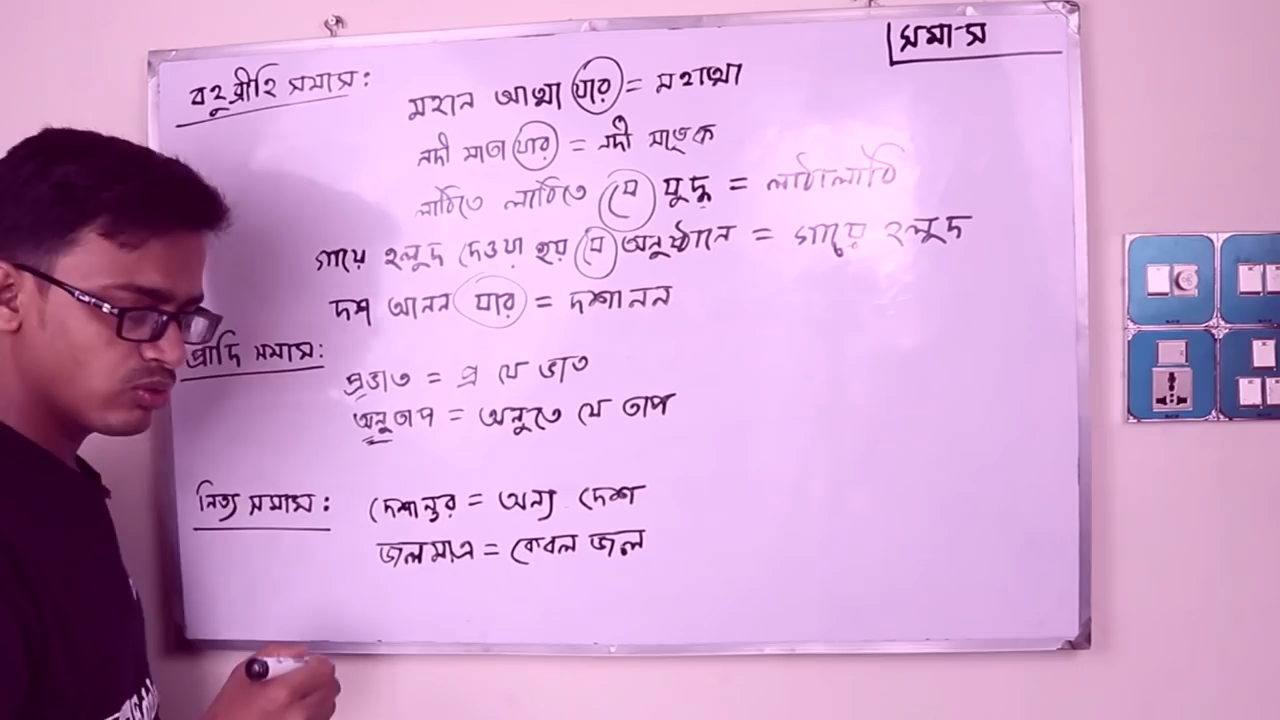 সমাস
বহুব্রীহি সমাস:
মহান আত্মা যার = মহাত্মা
নদী মাতা যার = নদী মাতৃক
লাঠিতে লাঠিতে যে যুদ্ধ = লাঠালাঠি
গায়ে হলুদ দেওয়া হয় যে অনুষ্ঠানে = গায়ে হলুদ
দশ আনন যার = দশানন
প্রাদি সমাস:
প্রভাত = প্র যে ভাত
অনুতাপ = অনুতে যে তাপ
নিত্য সমাস:
দেশান্তর = অন্য দেশ
জলমাত্র = কেবল জল